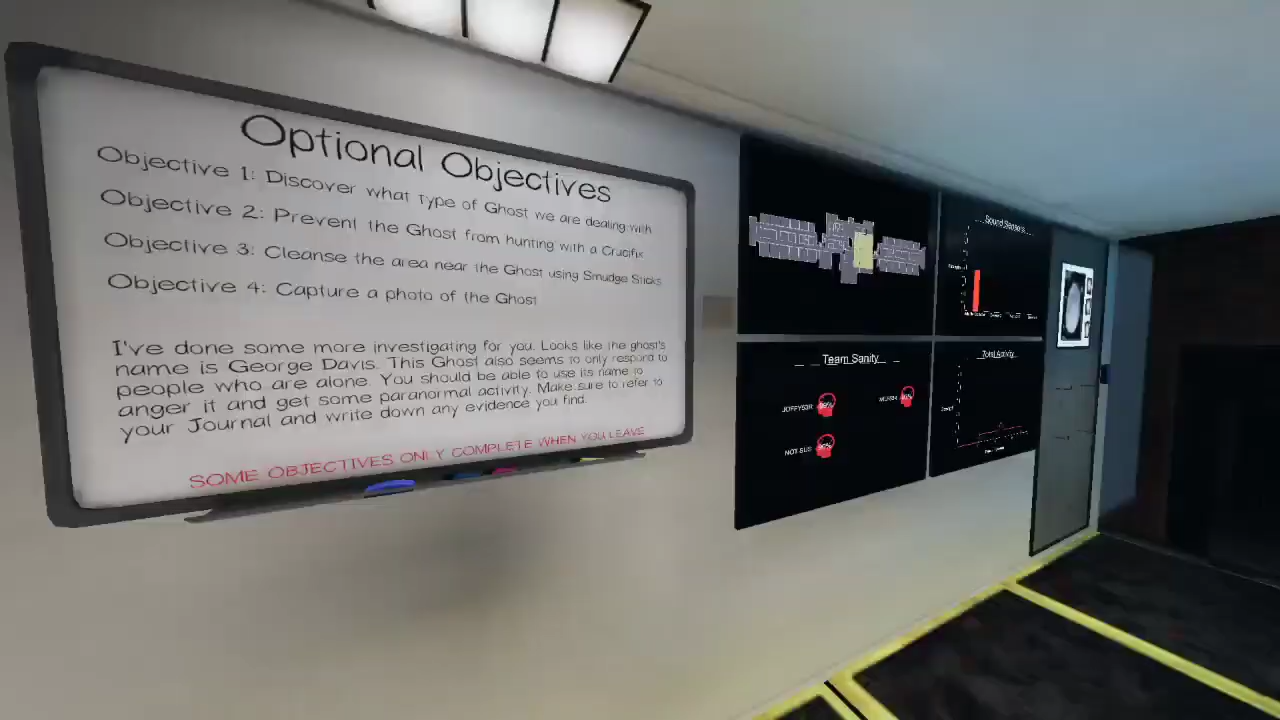 Optional Objectives
Objective 1: Discover what type of Ghost we are dealing with
Objective 2: Prevent the Ghost from hunting with a Crucifix
Objective 3: Cleanse the area near the Ghost using Smudge Sticks
Objective 4: Capture a photo of the Ghost
I've done some more investigating for you. Looks like the ghost's
name is George Davis. This Ghost also seems to only respond to
people who are alone. You should be able to use its name to
anger it and get some paranormal activity. Make sure to refer to
your Journal and write down any evidence you find.
SOME OBJECTIVES ONLY COMPLETE WHEN YOU LEAVE
Sound Sensors
Team Sanity
NOT SUS
Total Activity